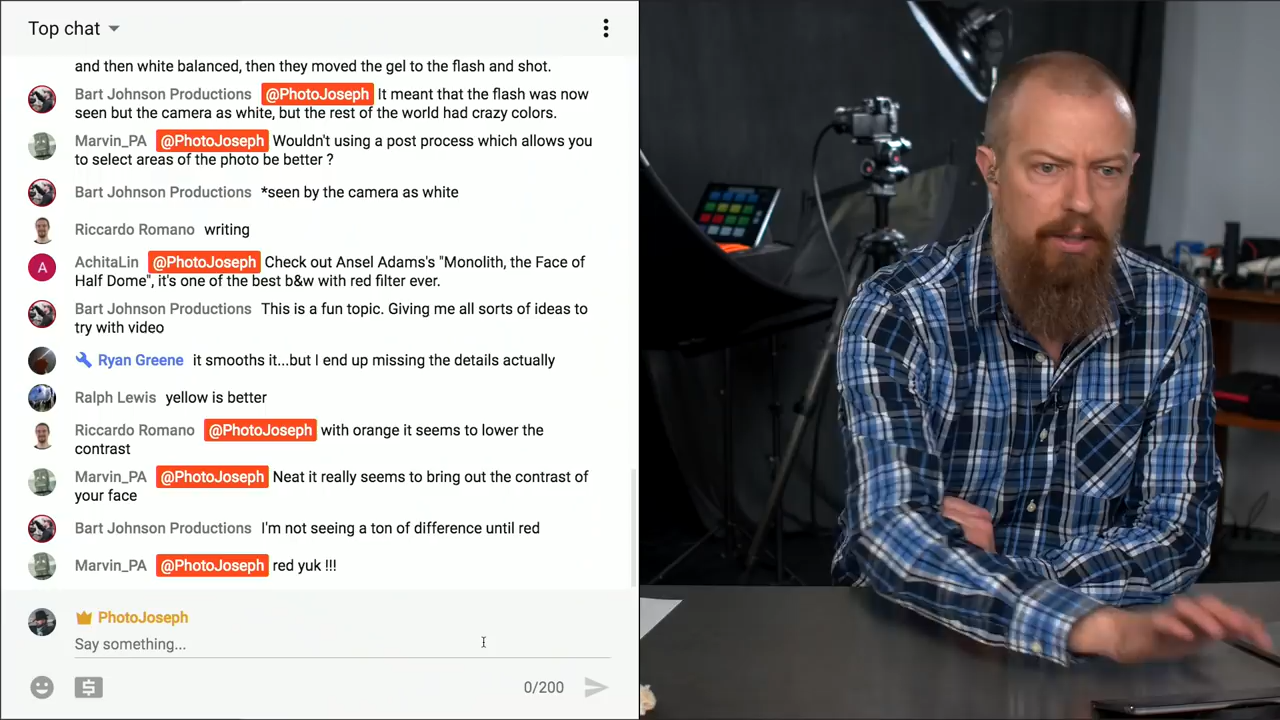 Top chat
and then white balanced, then they moved the gel to the flash and shot.
Bart Johnson Productions @PhotoJoseph It meant that the flash was now
seen but the camera as white, but the rest of the world had crazy colors.
Marvin_PA @PhotoJoseph Wouldn't using a post process which allows you
to select areas of the photo be better ?
Bart Johnson Productions *seen by the camera as white
Riccardo Romano writing
A
AchitaLin @PhotoJoseph Check out Ansel Adams's "Monolith, the Face of
Half Dome", it's one of the best b&w with red filter ever.
Bart Johnson Productions This is a fun topic. Giving me all sorts of ideas to
try with video
Ryan Greene it smooths it...but I end up missing the details actually
Ralph Lewis yellow is better
Riccardo Romano @PhotoJoseph with orange it seems to lower the
contrast
Marvin_PA @PhotoJoseph Neat it really seems to bring out the contrast of
your face
Bart Johnson Productions I'm not seeing a ton of difference until red
Marvin_PA @PhotoJoseph red yuk !!!
PhotoJoseph
Say something...
0/200